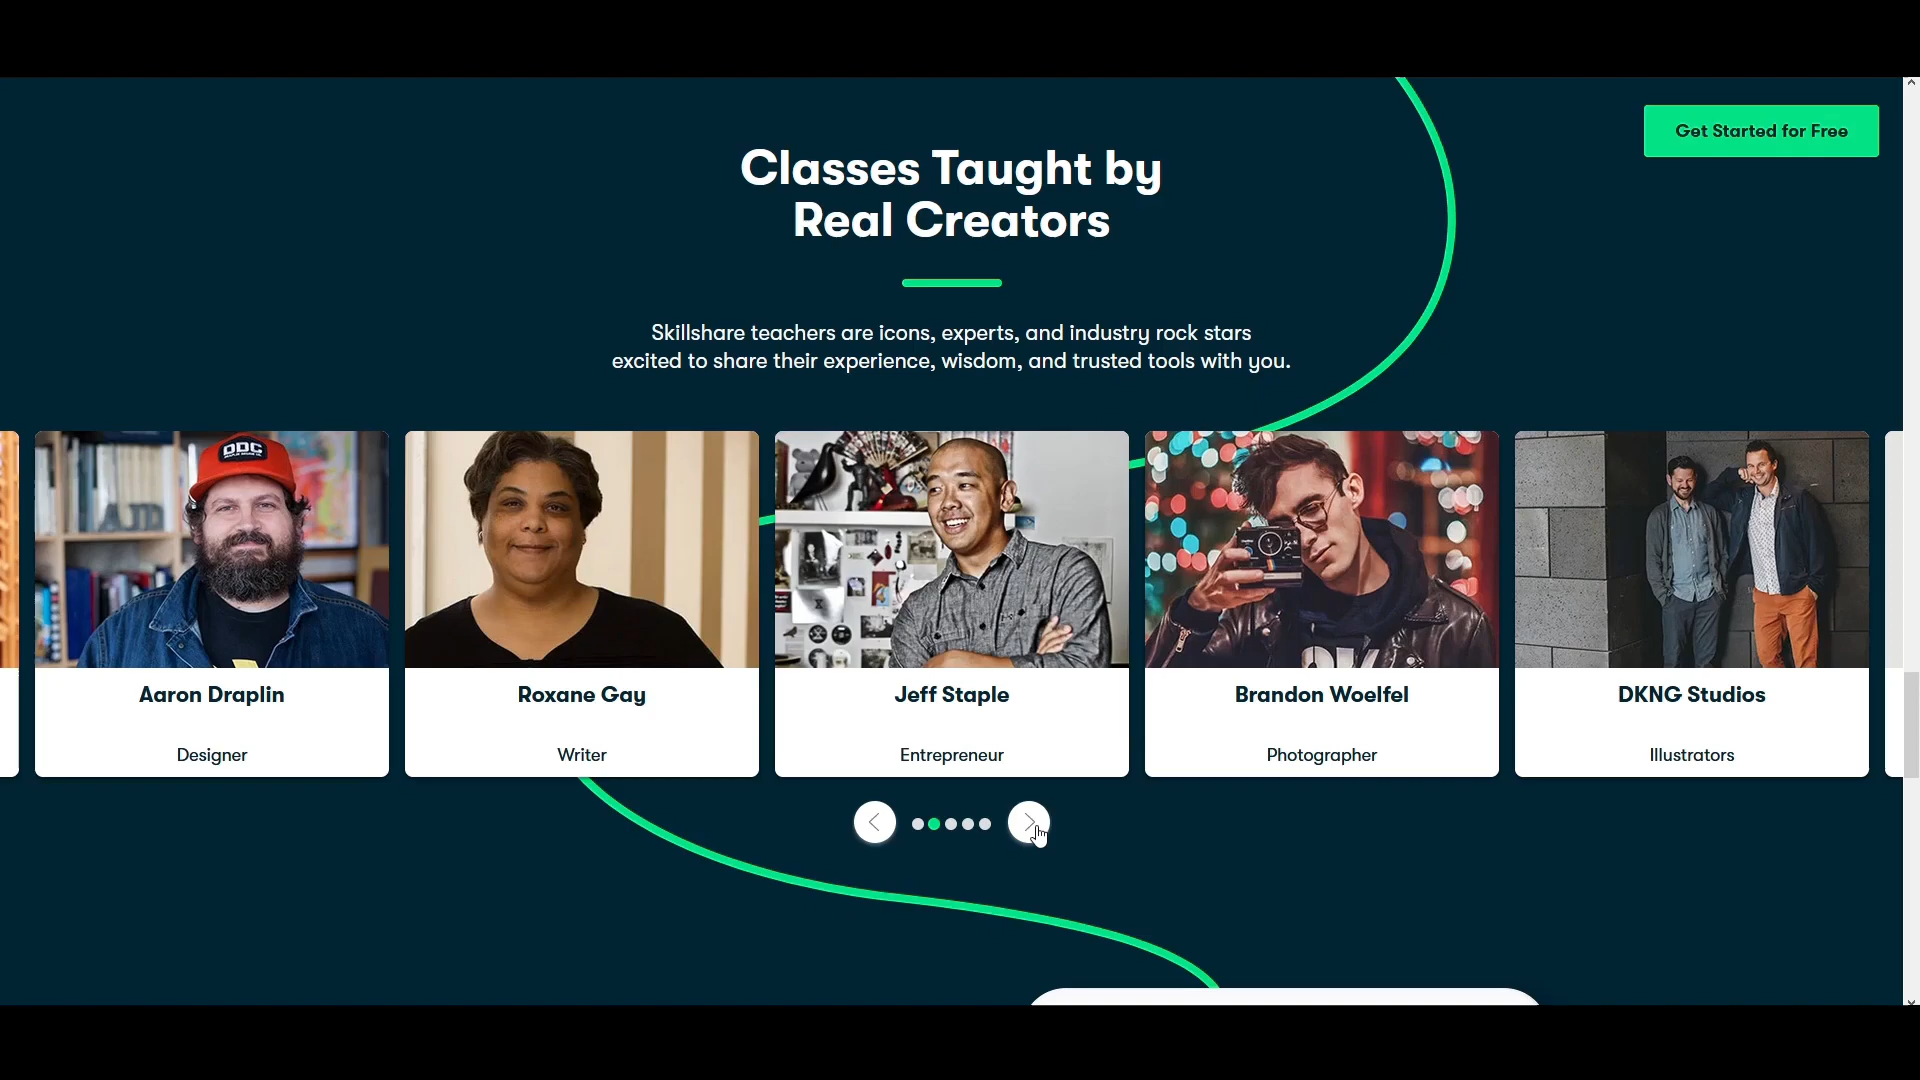 Get Started for Free
Classes Taught by
Real Creators
Skillshare teachers are icons, experts, and industry rock stars
excited to share their experience, wisdom, and trusted tools with you.
DDC
Aaron Draplin
Designer
Roxane Gay
Writer
Jeff Staple
Entrepreneur
Brandon Woelfel
Photographer
DKNG Studios
Illustrators